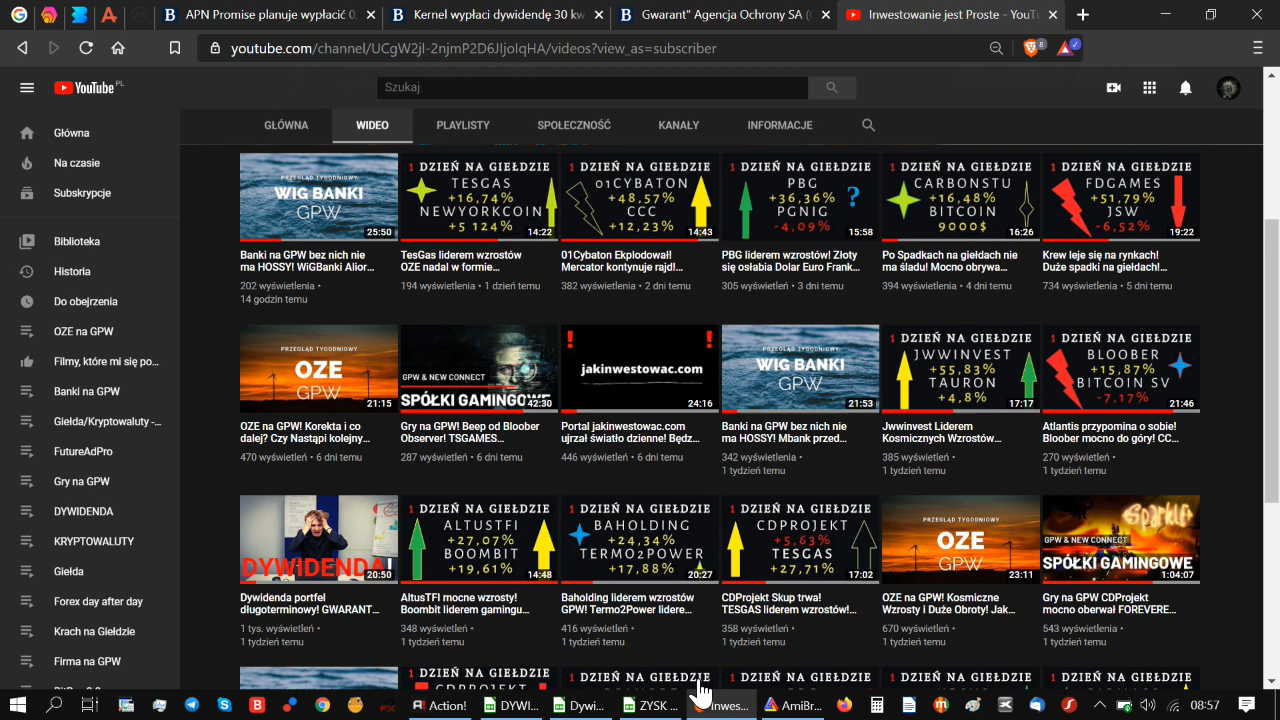 APN Promise planuje wypłacić 0,
Kernel wypłaci dywidendę 30 kw
Gwarant" Agencja Ochrony SA (G
Inwestowanie jest Proste - YouTu
youtube.com/channel/UCgW2jI-2njmP2D6JIjoIqHA/videos?view_as=subscriber
8
YouTube PL
Szukaj
GŁÓWNA
WIDEO
PLAYLISTY
SPOŁECZNOŚĆ
KANAŁY
INFORMACJE
Główna
Na czasie
Subskrypcje
Biblioteka
Historia
Do obejrzenia
OZE na GPW
Filmy, które mi się po...
Banki na GPW
Giełda/Kryptowaluty -...
FutureAdPro
Gry na GPW
DYWIDENDA
KRYPTOWALUTY
Giełda
Forex day after day
Krach na Giełdzie
Firma na GPW
PRZEGLĄD TYGODNIOWY
WIG BANKI
GPW
25:50
Banki na GPW bez nich nie
ma HOSSY! WiGBanki Alior...
202 wyświetlenia •
14 godzin temu
1 DZIEŃ NA GIEŁDZIE
TESGAS
+16,74%
NEWYORKCOIN
+5 124%
14:22
TesGas liderem wzrostów
OZE nadal w formie...
194 wyświetlenia • 1 dzień temu
1 DZIEŃ NA GIEŁDZIE
01CYBATON
+48,57%
CCC
+12,23%
14:43
01Cybaton Eksplodował!
Mercator kontynuje rajd!...
382 wyświetlenia • 2 dni temu
1 DZIEŃ NA GIEŁDZIE
PBG
+36,36%
PGNIG
-4,09%
?
15:58
PBG liderem wzrostów! Złoty
się osłabia Dolar Euro Frank...
305 wyświetleń • 3 dni temu
1 DZIEŃ NA GIEŁDZIE
CARBONSTU
+16,48%
BITCOIN
9000$
16:26
Po Spadkach na giełdach nie
ma śladu! Mocno obrywa...
394 wyświetlenia • 4 dni temu
1 DZIEŃ NA GIEŁDZIE
FDGAMES
+51,79%
JSW
-6,52%
19:22
Krew leje się na rynkach!
Duże spadki na giełdach!...
734 wyświetlenia • 5 dni temu
PRZEGLĄD TYGODNIOWY
OZE
GPW
21:15
OZE na GPW! Korekta i co
dalej? Czy Nastąpi kolejny...
470 wyświetleń • 6 dni temu
GPW & NEW CONNECT
SPÓŁKI GAMINGOWE
42:30
Gry na GPW! Beep od Bloober
Observer! TSGAMES...
287 wyświetleń • 6 dni temu
! !
jakinwestowac.com
24:16
Portal jakinwestowac.com
ujrzał światło dzienne! Będz...
446 wyświetleń • 6 dni temu
PRZEGLĄD TYGODNIOWY
WIG BANKI
GPW
21:53
Banki na GPW bez nich nie
ma HOSSY! Mbank przed...
342 wyświetlenia •
1 tydzień temu
1 DZIEŃ NA GIEŁDZIE
JWWINVEST
+55,83%
TAURON
+4,8%
17:17
Jwwinvest Liderem
Kosmicznych Wzrostów...
385 wyświetleń •
1 tydzień temu
1 DZIEŃ NA GIEŁDZIE
BLOOBER
+15,87%
BITCOIN SV
-7,17%
21:46
Atlantis przypomina o sobie!
Bloober mocno do góry! CC...
270 wyświetleń •
1 tydzień temu
DYWIDENDA!
20:50
Dywidenda portfel
długoterminowy! GWARANT...
1 tys. wyświetleń •
1 tydzień temu
1 DZIEŃ NA GIEŁDZIE
ALTUSTFI
+27,07%
BOOMBIT
+19,61%
14:48
AltusTFI mocne wzrosty!
Boombit liderem gamingu...
348 wyświetleń •
1 tydzień temu
1 DZIEŃ NA GIEŁDZIE
BAHOLDING
+24,34%
TERMO2POWER
+17,88%
20:27
Baholding liderem wzrostów
GPW! Termo2Power lidere...
416 wyświetleń •
1 tydzień temu
1 DZIEŃ NA GIEŁDZIE
CDPROJEKT
+5,63%
TESGAS
+27,71%
17:02
CDProjekt Skup trwa!
TESGAS liderem wzrostów!...
358 wyświetleń •
1 tydzień temu
PRZEGLĄD TYGODNIOWY
OZE
GPW
23:11
OZE na GPW! Kosmiczne
Wzrosty i Duże Obroty! Jak...
670 wyświetleń •
1 tydzień temu
GPW & NEW CONNECT
SPÓŁKI GAMINGOWE
1:04:07
Gry na GPW CDProjekt
mocno oberwał FOREVERE...
543 wyświetlenia •
1 tydzień temu
1 DZIEŃ NA GIEŁDZIE
CDPROJEKT
1 DZIEŃ NA GIEŁDZIE
1 DZIEŃ NA GIEŁDZIE
1 DZIEŃ NA GIEŁDZIE
Action!
DYWI...
Dywi...
ZYSK ...
Inwes...
AmiBr...
08:57